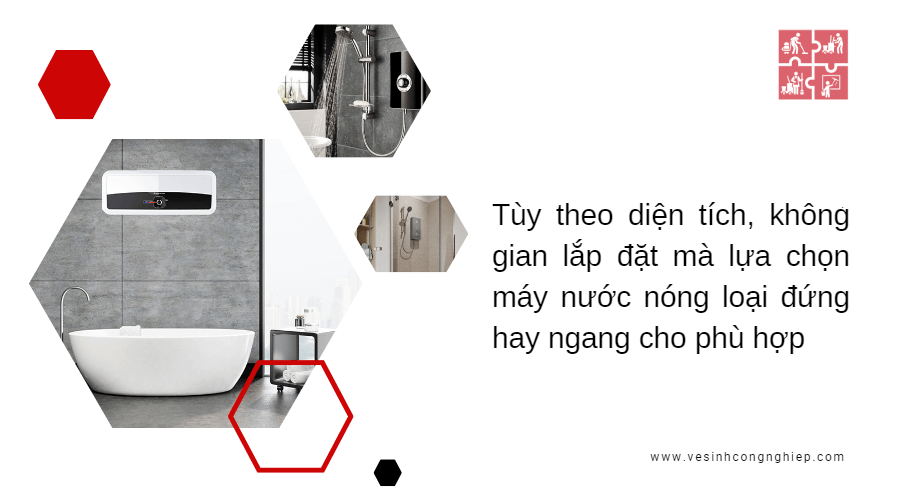 Tùy theo diện tích, không
gian lắp đặt mà lựa chọn
máy nước nóng loại đứng
hay ngang cho phù hợp
www.vesinhcongnghiep.com